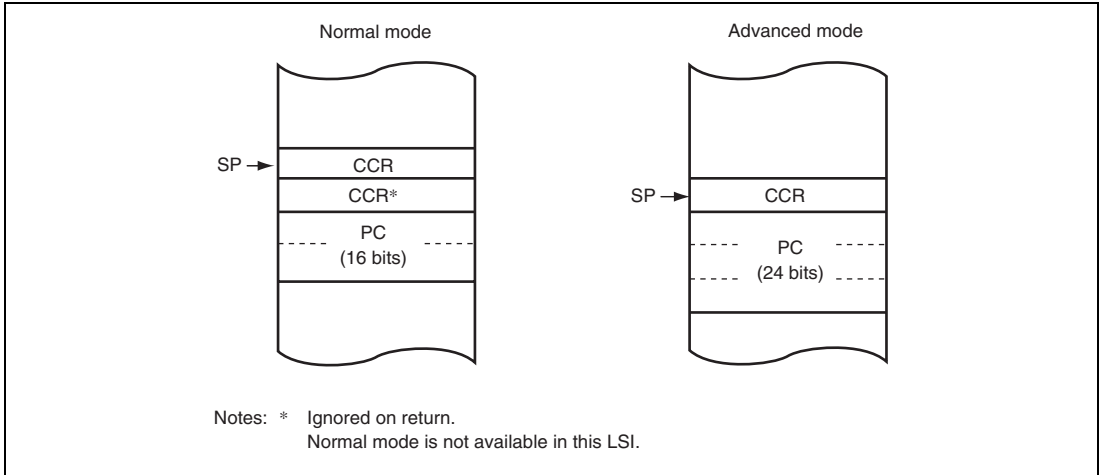 Normal mode
SP
CCR
CCR*
PC
(16 bits)
Advanced mode
SP
CCR
PC
(24 bits)
Notes: * Ignored on return.
Normal mode is not available in this LSI.